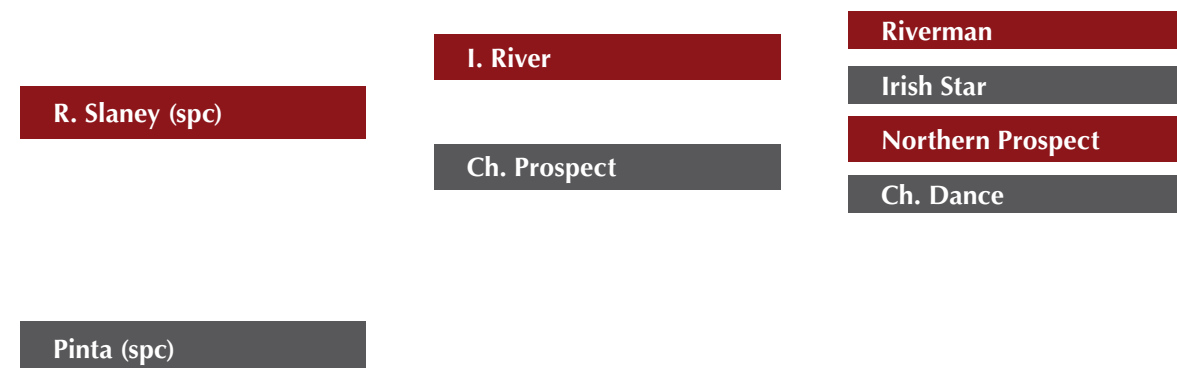 R. Slaney (spc)
Pinta (spc)
I. River
Ch. Prospect
Riverman
Irish Star
Northern Prospect
Ch. Dance